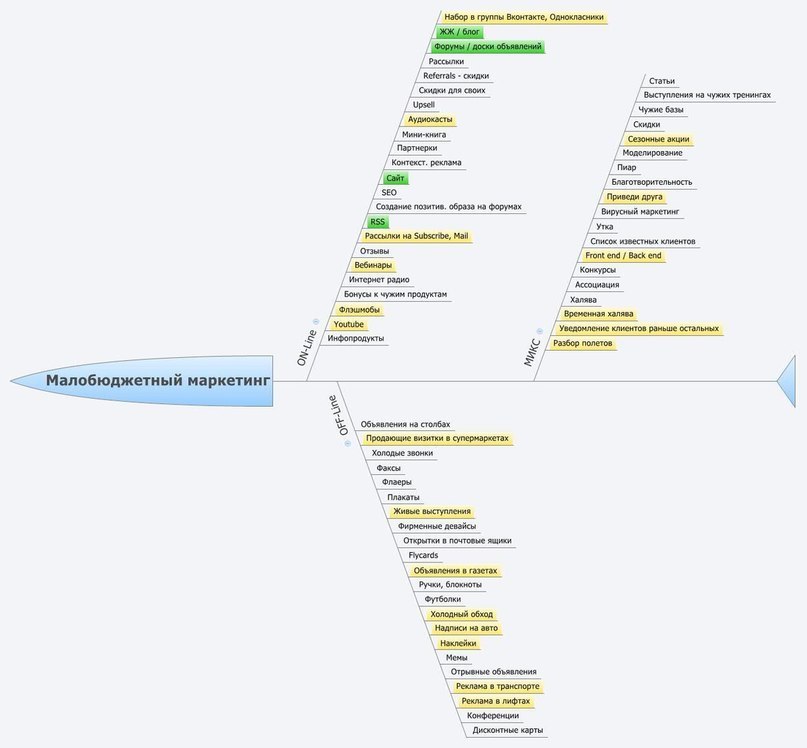 Малобюджетный маркетинг
ON-Line
Набор в группы Вконтакте, Однокласники
ЖЖ / блог
Форумы / доски объявлений
Рассылки
Referrals - скидки
Скидки для своих
Upsell
Аудиокасты
Мини-книга
Партнерки
Контекст. реклама
Сайт
SEO
Создание позитив. образа на форумах
RSS
Рассылки на Subscribe, Mail
Отзывы
Вебинары
Интернет радио
Бонусы к чужим продуктам
Флэшмобы
Youtube
Инфопродукты
МИКС
Статьи
Выступления на чужих тренингах
Чужие базы
Скидки
Сезонные акции
Моделирование
Пиар
Благотворительность
Приведи друга
Вирусный маркетинг
Утка
Список известных клиентов
Front end / Back end
Конкурсы
Ассоциация
Халява
Временная халява
Уведомление клиентов раньше остальных
Разбор полетов
OFF-Line
Объявления на столбах
Продающие визитки в супермаркетах
Холодые звонки
Факсы
Флаеры
Плакаты
Живые выступления
Фирменные девайсы
Открытки в почтовые ящики
Flycards
Объявления в газетах
Ручки, блокноты
Футболки
Холодный обход
Надписи на авто
Наклейки
Мемы
Отрывные объявления
Реклама в транспорте
Реклама в лифтах
Конференции
Дисконтные карты